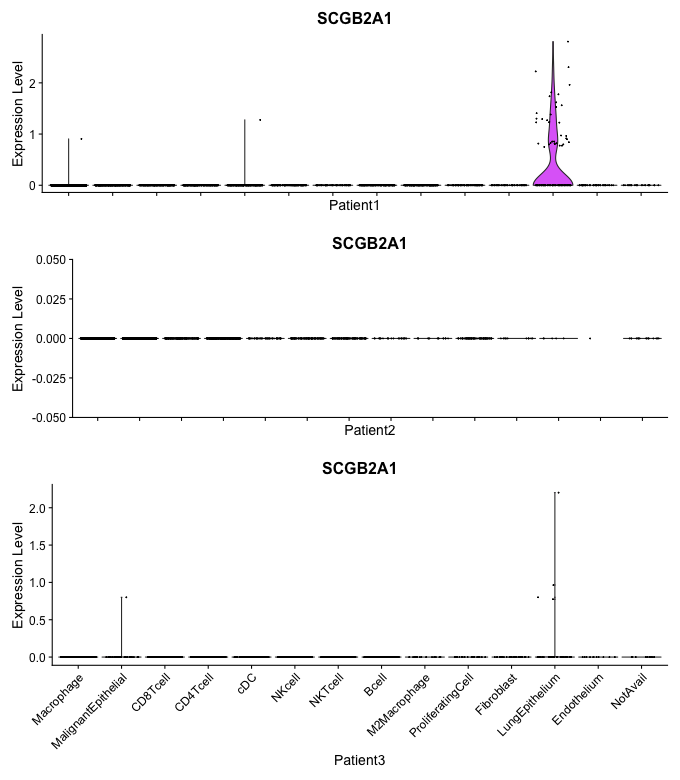 SCGB2A1
Expression Level
2
1
0
Patient1
SCGB2A1
Expression Level
0.050
0.025
0.000
-0.025
-0.050
Patient2
SCGB2A1
Expression Level
2.0
1.5
1.0
0.5
0.0
Macrophage
MalignantEpithelial
CD8Tcell
CD4Tcell
cDC
NKcell
NKTcell
Bcell
M2Macrophage
ProliferatingCell
Fibroblast
LungEpithelium
Endothelium
NotAvail
Patient3